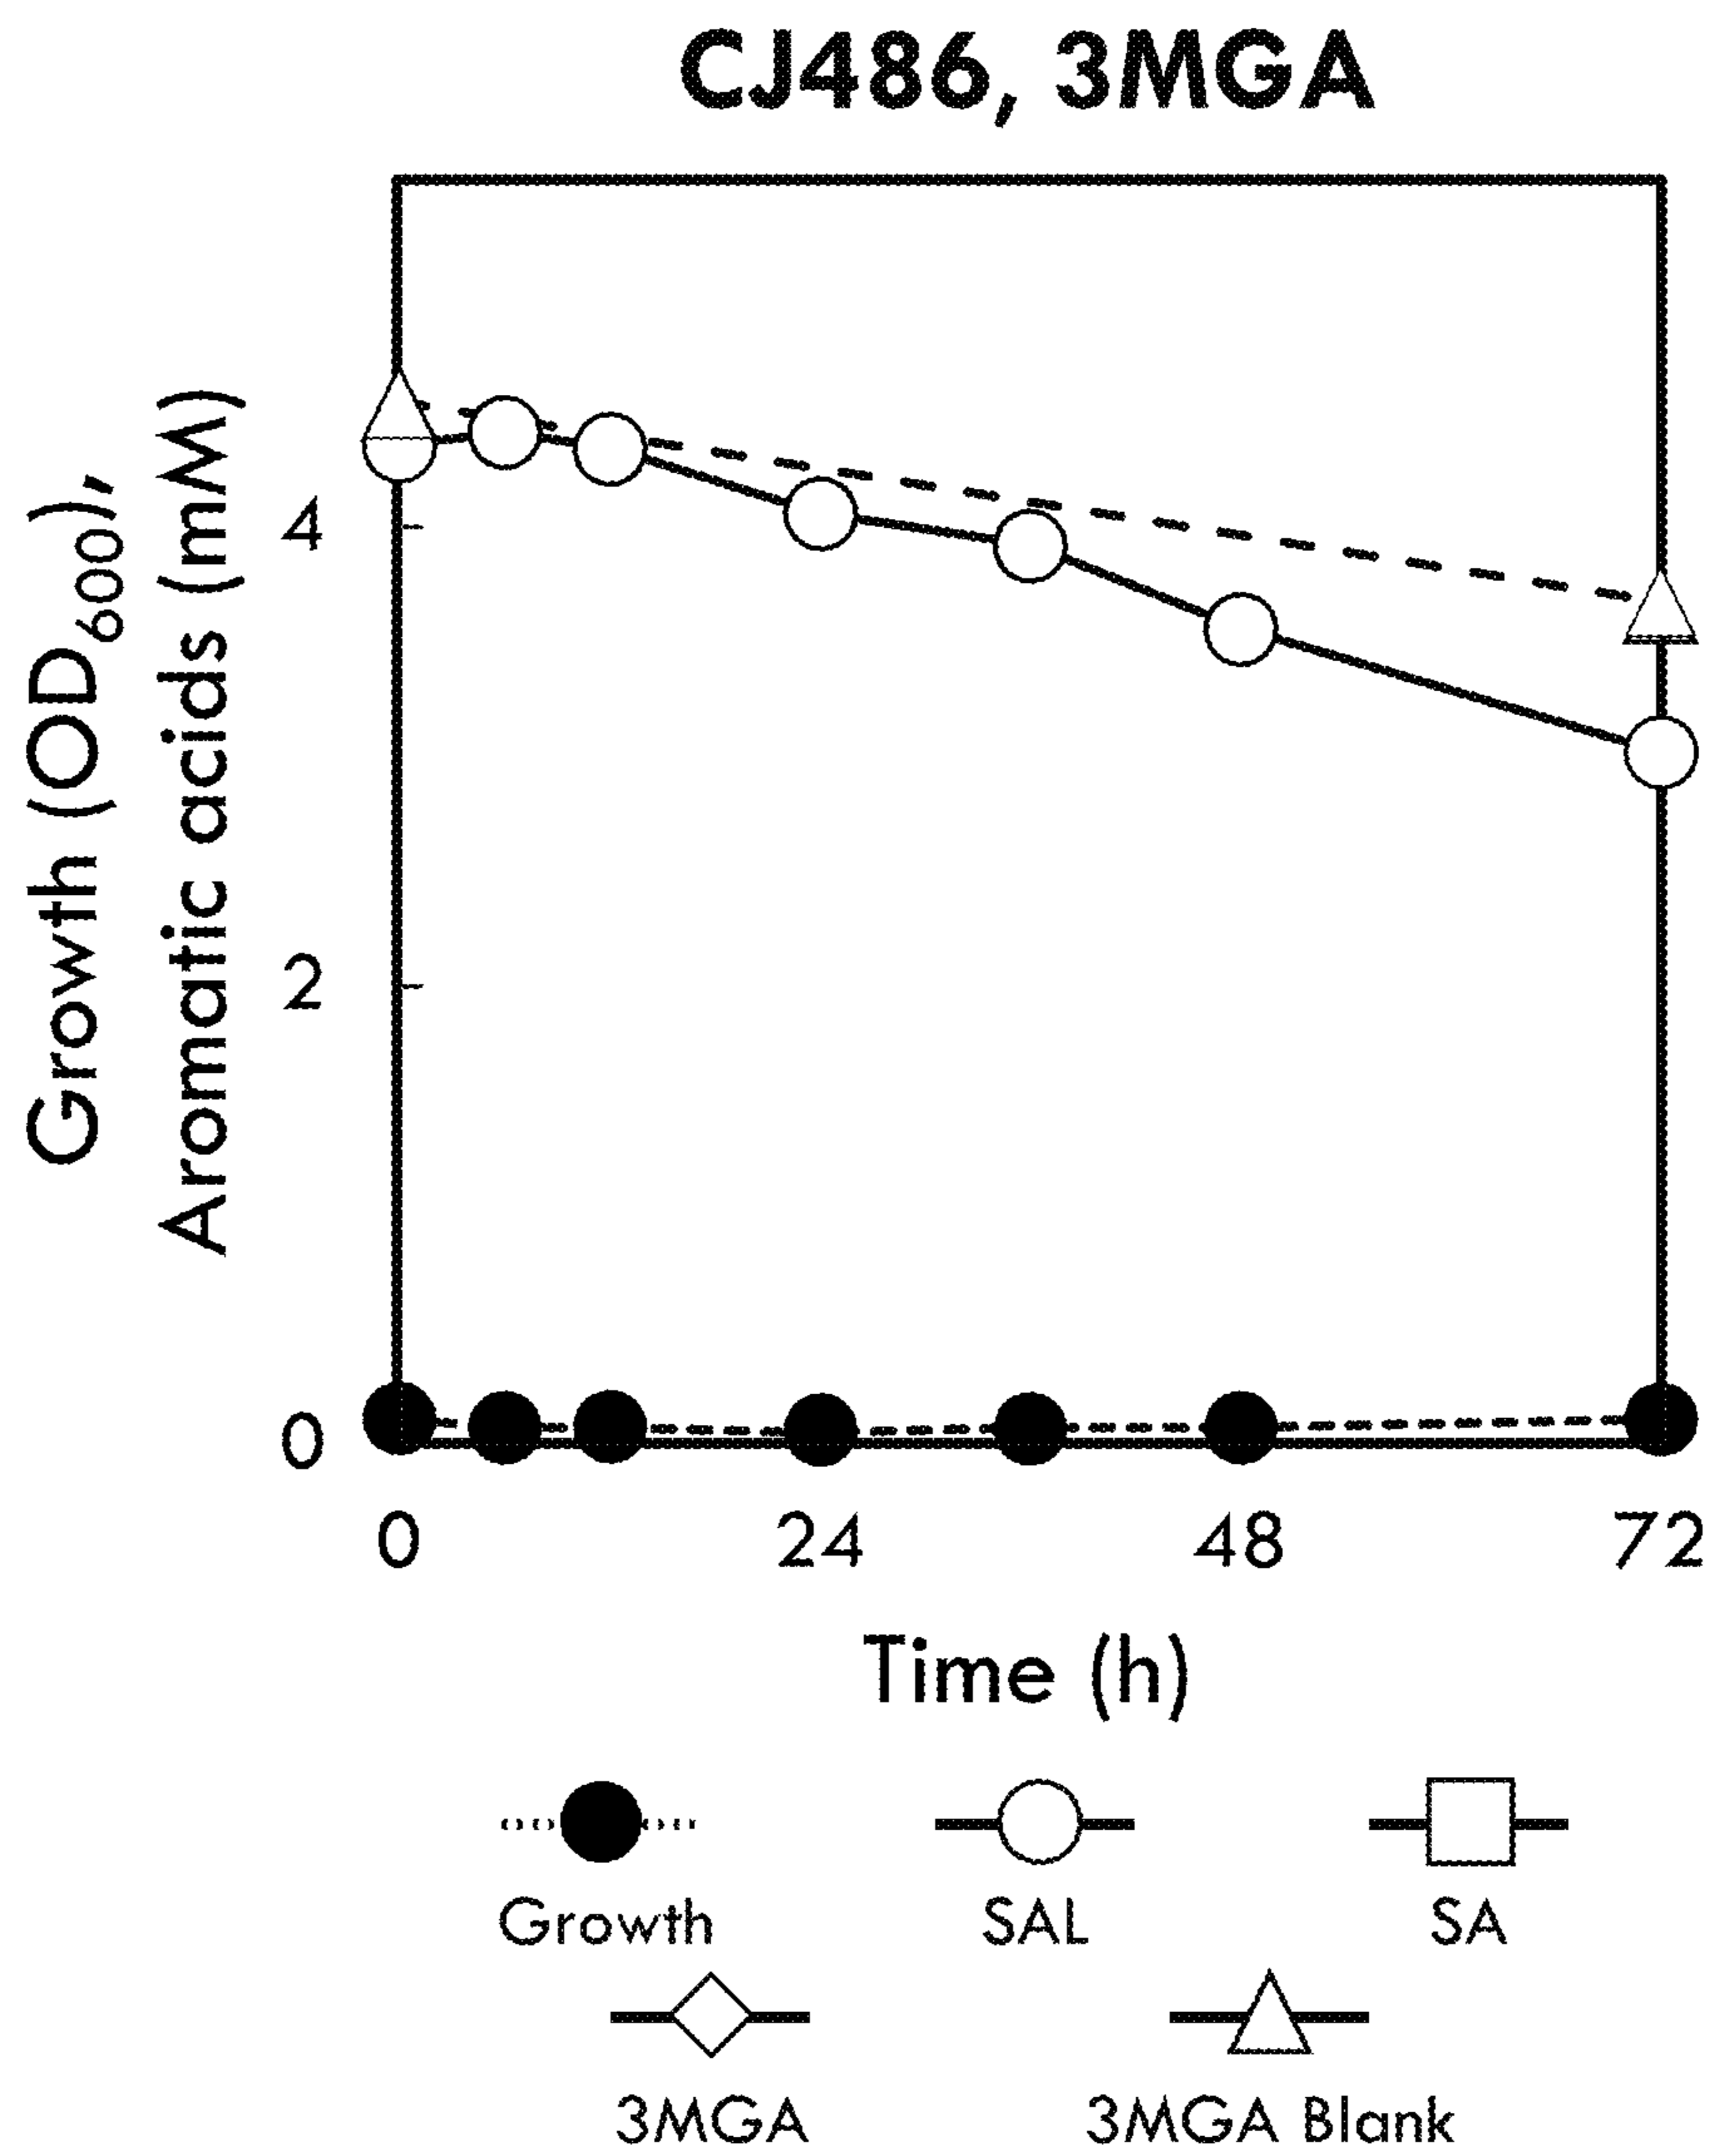 CJ486, 3MGA
Growth (OD600),
Aromatic acids (mM)
4
2
0
0 24 48 72
Time (h)
Growth SAL SA
3MGA 3MGA Blank